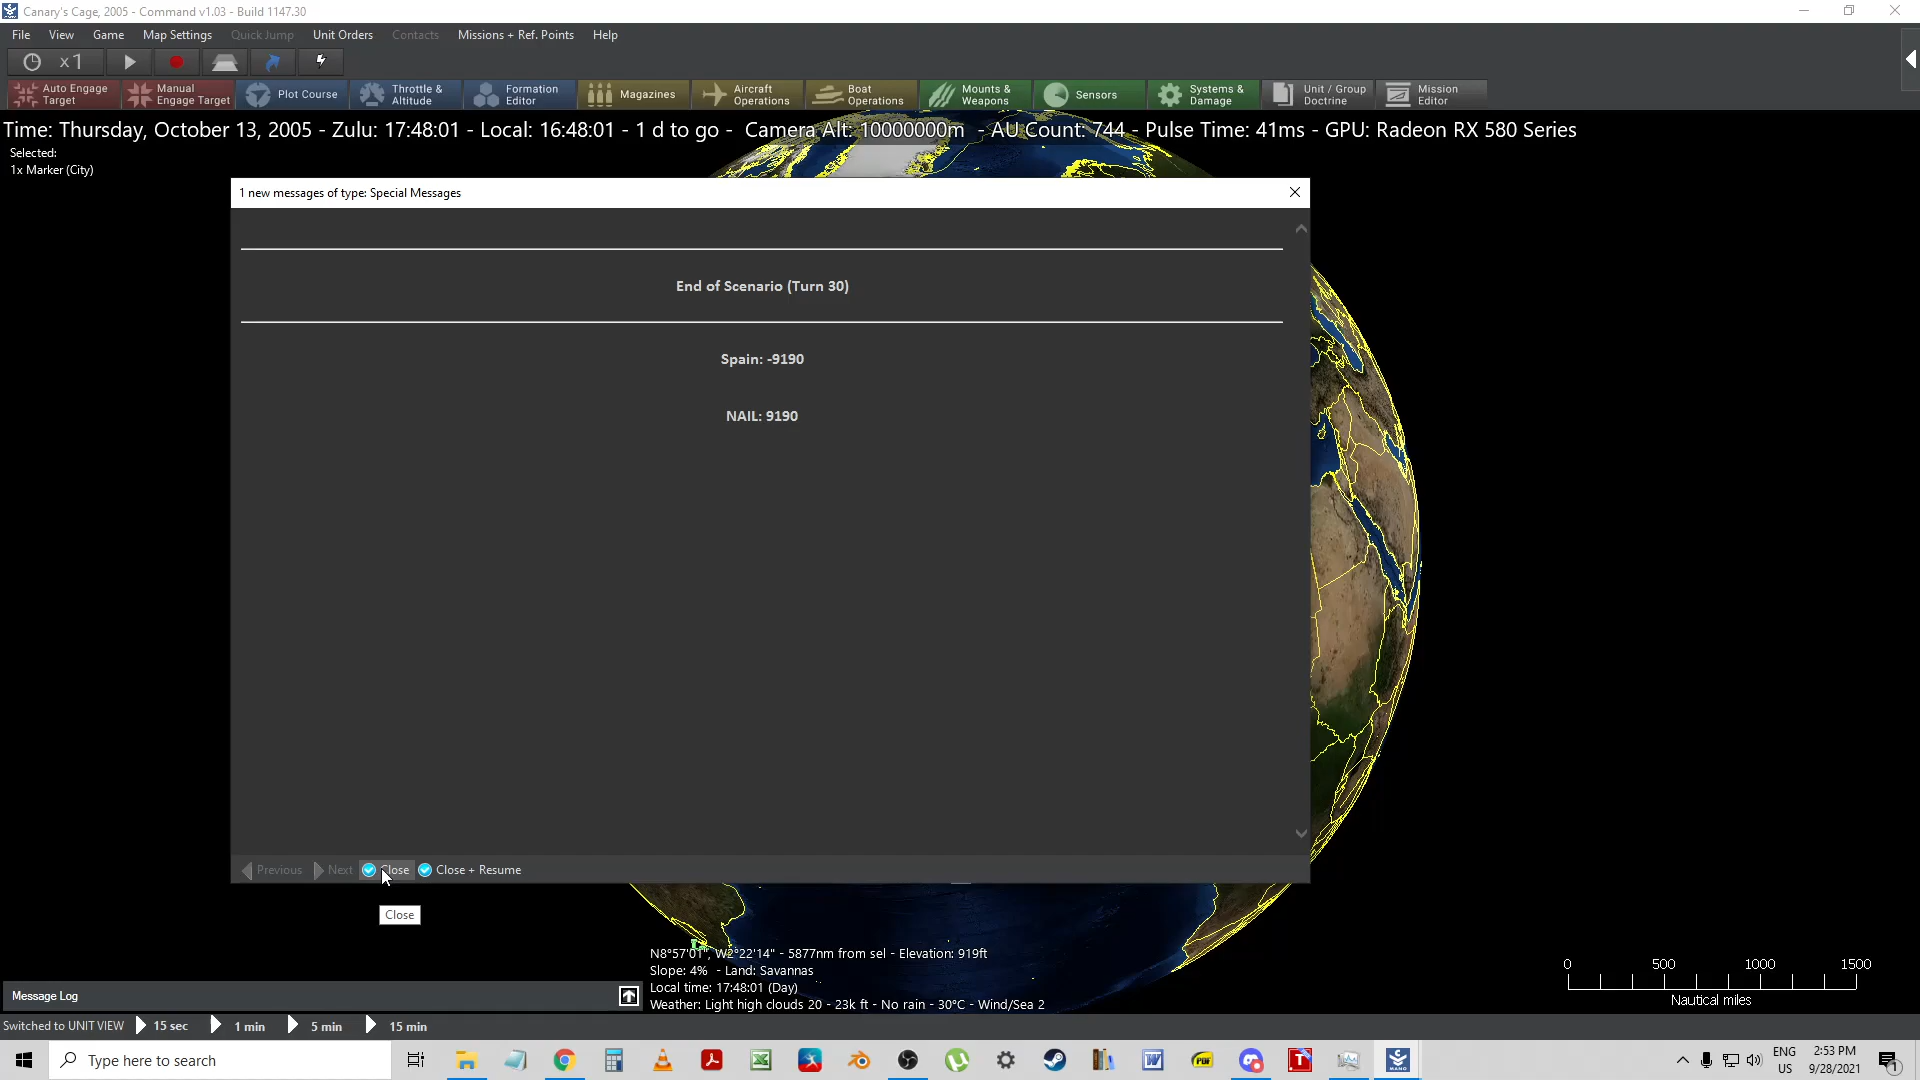 Canary's Cage, 2005 - Command v1.03 - Build 1147.30
File View Game Map Settings Quick Jump Unit Orders Contacts Missions + Ref. Points Help
x1
Auto Engage Target
Manual Engage Target
Plot Course
Throttle & Altitude
Formation Editor
Magazines
Aircraft Operations
Boat Operations
Mounts & Weapons
Sensors
Systems & Damage
Unit / Group Doctrine
Mission Editor
Time: Thursday, October 13, 2005 - Zulu: 17:48:01 - Local: 16:48:01 - 1 d to go - Camera Alt: 10000000m - AU Count: 744 - Pulse Time: 41ms - GPU: Radeon RX 580 Series
Selected:
1x Marker (City)
1 new messages of type: Special Messages
End of Scenario (Turn 30)
Spain: -9190
NAIL: 9190
Previous Next Close Close + Resume
Close
N8°57'01", W2°22'14" - 5877nm from sel - Elevation: 919ft
Slope: 4% - Land: Savannas
Local time: 17:48:01 (Day)
Weather: Light high clouds 20 - 23k ft - No rain - 30°C - Wind/Sea 2
0 500 1000 1500
Nautical miles
Message Log
Switched to UNIT VIEW 15 sec 1 min 5 min 15 min
Type here to search
ENG
US
2:53 PM
9/28/2021
1